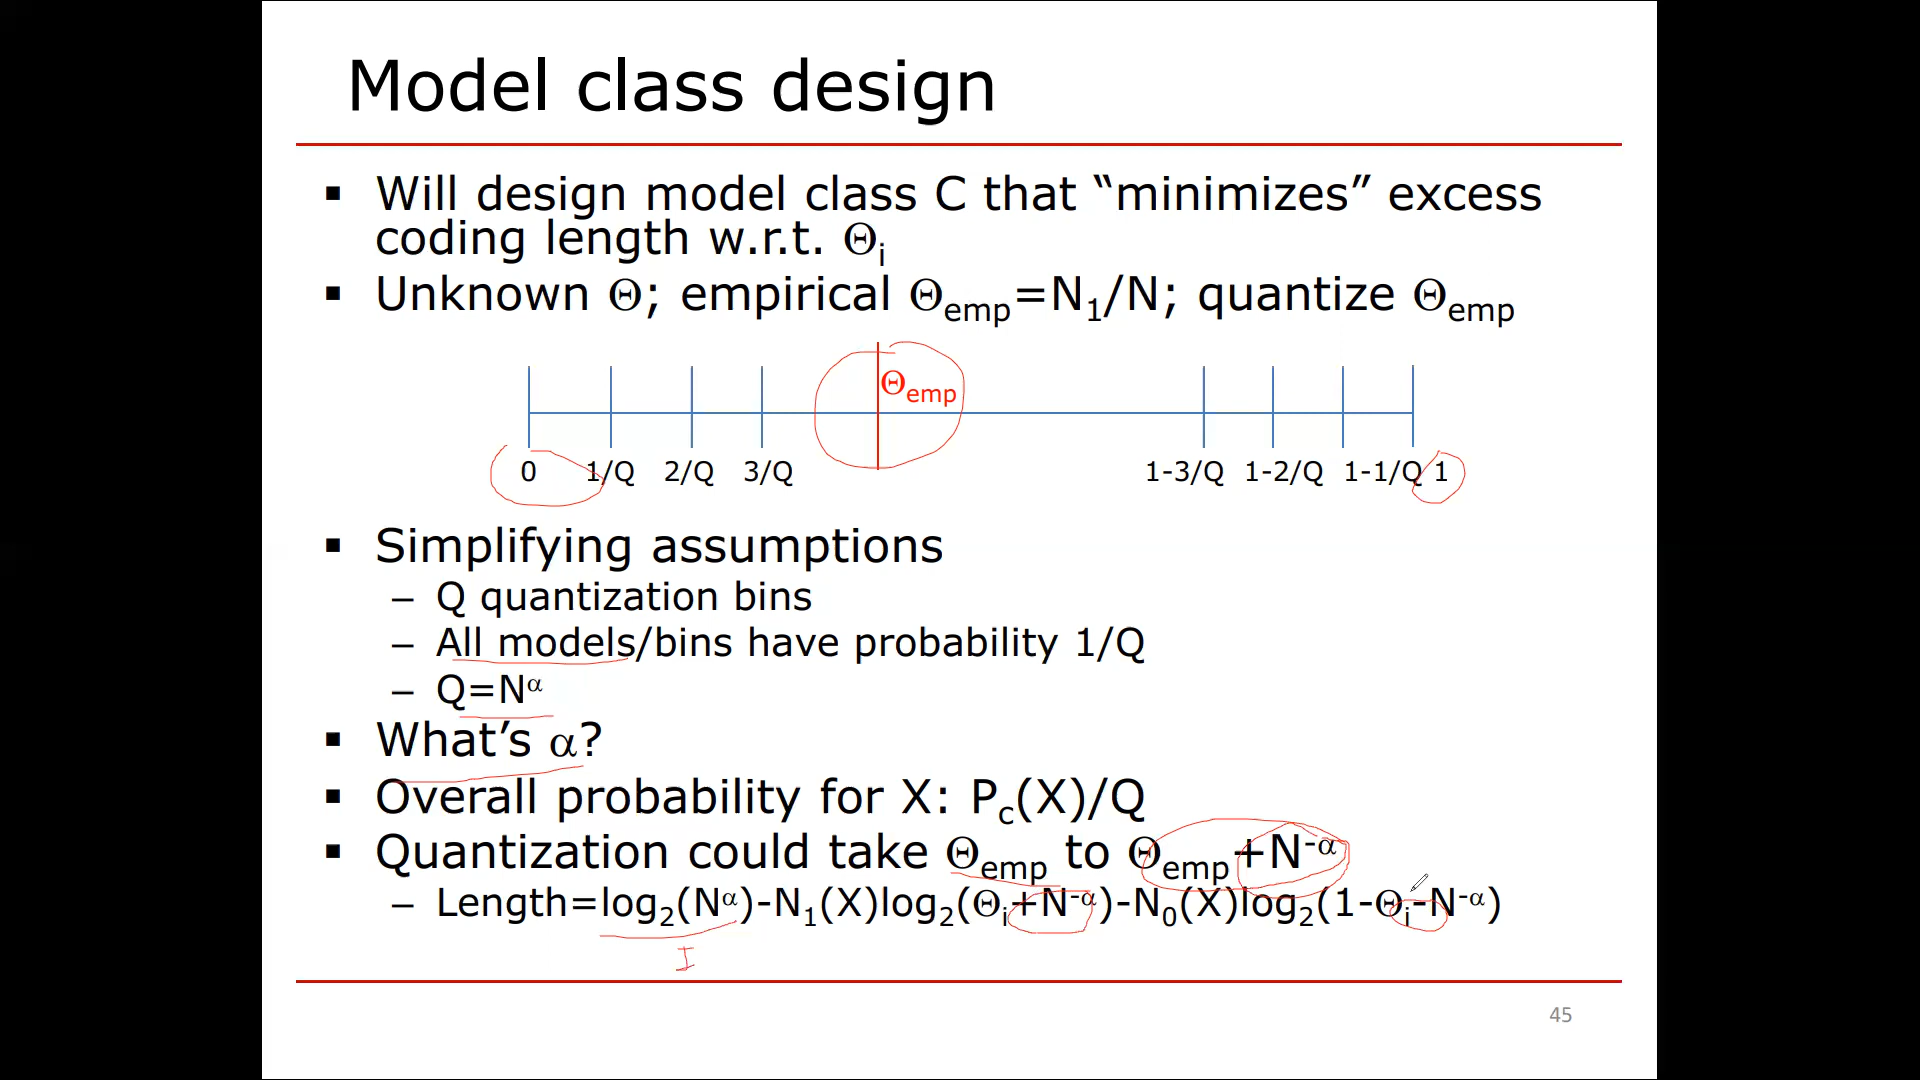 Model class design
▪ Will design model class C that “minimizes” excess
coding length w.r.t. Θi
▪ Unknown Θ; empirical Θemp=N1/N; quantize Θemp
Θemp
0 1/Q 2/Q 3/Q 1-3/Q 1-2/Q 1-1/Q 1
▪ Simplifying assumptions
– Q quantization bins
– All models/bins have probability 1/Q
– Q=N^α
▪ What’s α?
▪ Overall probability for X: Pc(X)/Q
▪ Quantization could take Θemp to Θemp+N^-α
– Length=log2(N^α)-N1(X)log2(Θi+N^-α)-N0(X)log2(1-Θi-N^-α)
I
45